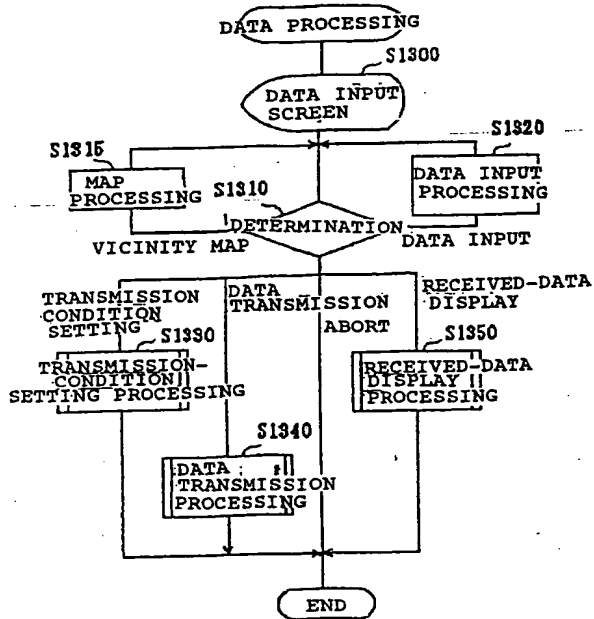 DATA PROCESSING
S1300
DATA INPUT
SCREEN
S1315
MAP
PROCESSING
S1320
DATA INPUT
PROCESSING
S1310
DETERMINATION
VICINITY MAP
DATA INPUT
TRANSMISSION
CONDITION
SETTING
DATA
TRANSMISSION
ABORT
RECEIVED-DATA
DISPLAY
S1330
TRANSMISSION-
CONDITION
SETTING PROCESSING
S1350
RECEIVED-DATA
DISPLAY
PROCESSING
S1340
DATA
TRANSMISSION
PROCESSING
END